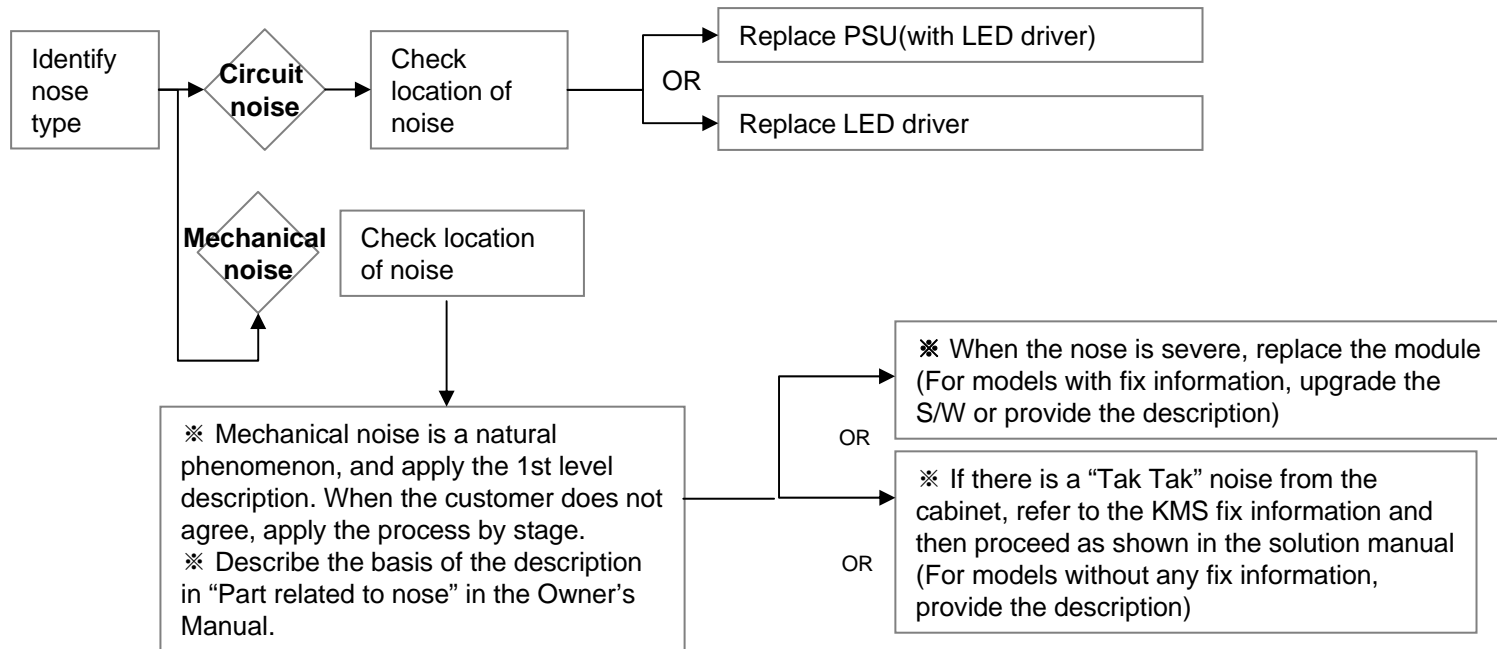 Identify
nose
type
Circuit
noise
Check
location of
noise
Replace PSU(with LED driver)
OR
Replace LED driver
Mechanical
noise
Check location
of noise
※ Mechanical noise is a natural
phenomenon, and apply the 1st level
description. When the customer does not
agree, apply the process by stage.
※ Describe the basis of the description
in “Part related to nose” in the Owner’s
Manual.
※ When the nose is severe, replace the module
(For models with fix information, upgrade the
S/W or provide the description)
OR
※ If there is a “Tak Tak” noise from the
cabinet, refer to the KMS fix information and
then proceed as shown in the solution manual
(For models without any fix information,
provide the description)
OR